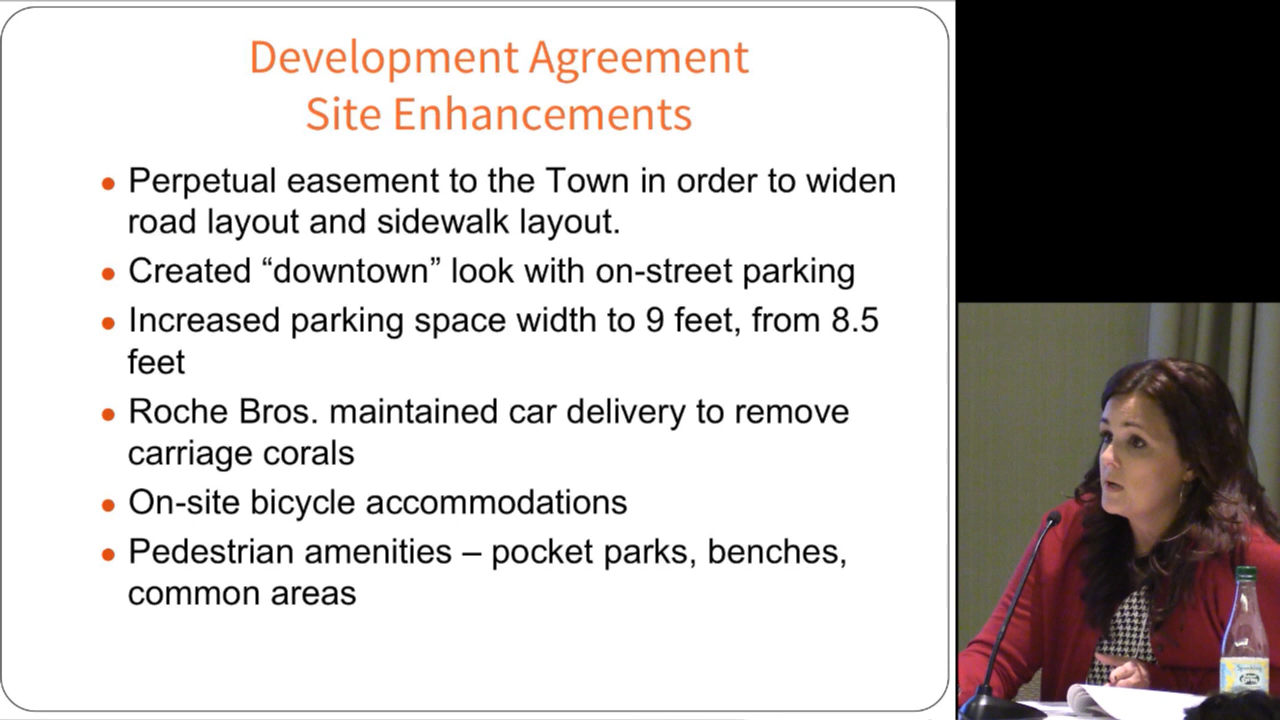 Development Agreement
Site Enhancements
• Perpetual easement to the Town in order to widen
road layout and sidewalk layout.
• Created “downtown” look with on-street parking
• Increased parking space width to 9 feet, from 8.5
feet
• Roche Bros. maintained car delivery to remove
carriage corals
• On-site bicycle accommodations
• Pedestrian amenities – pocket parks, benches,
common areas